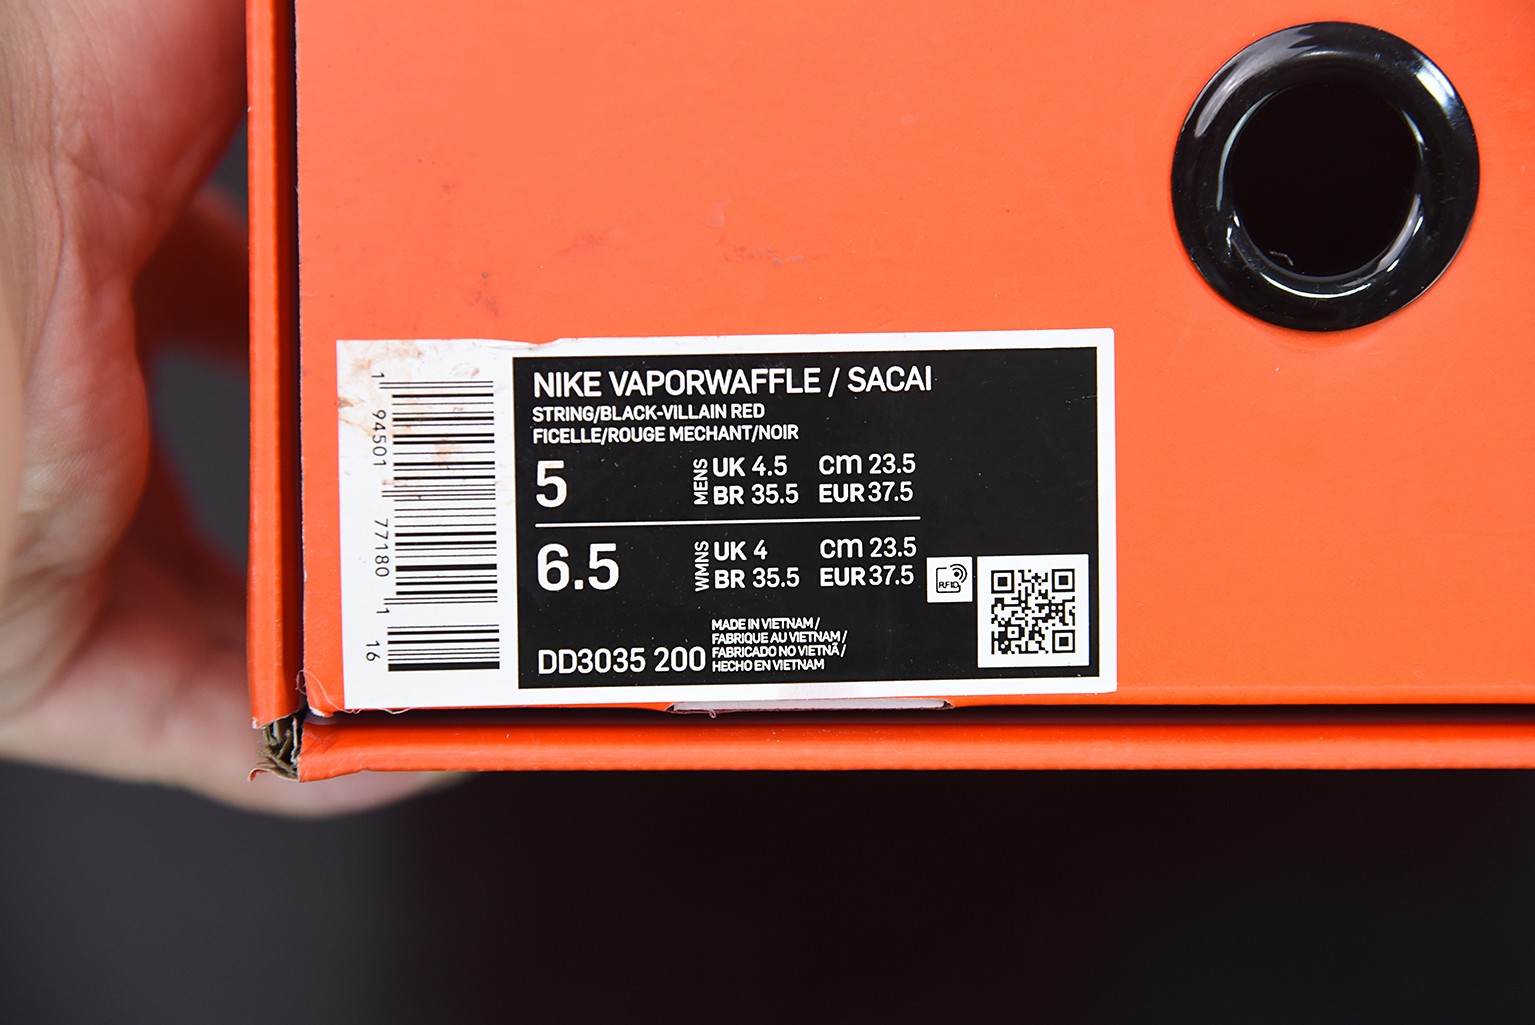 NIKE VAPORWAFFLE / SACAI
STRING/BLACK-VILLAIN RED
FICELLE/ROUGE MECHANT/NOIR
5 MENS UK 4.5 cm 23.5
BR 35.5 EUR 37.5
6.5 WMNS UK 4 cm 23.5
BR 35.5 EUR 37.5
RFID
DD3035 200
MADE IN VIETNAM /
FABRIQUE AU VIETNAM /
FABRICADO NO VIETNÃ /
HECHO EN VIETNAM
1 94501 77180 1 16